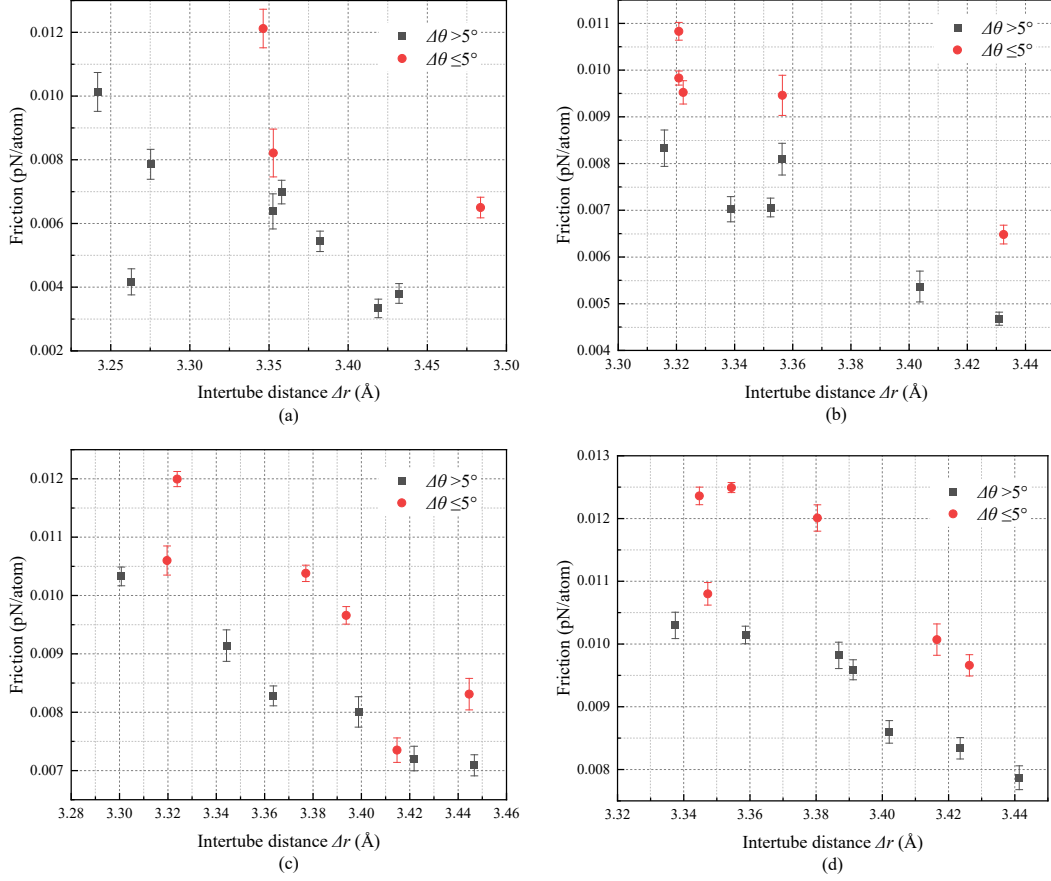 0.012
0.010
0.008
0.006
0.004
0.002
Friction (pN/atom)
Δθ >5°
Δθ ≤5°
3.25 3.30 3.35 3.40 3.45 3.50
Intertube distance Δr (Å)
(a)
0.011
0.010
0.009
0.008
0.007
0.006
0.005
0.004
Friction (pN/atom)
Δθ >5°
Δθ ≤5°
3.30 3.32 3.34 3.36 3.38 3.40 3.42 3.44
Intertube distance Δr (Å)
(b)
0.012
0.011
0.010
0.009
0.008
0.007
Friction (pN/atom)
Δθ >5°
Δθ ≤5°
3.28 3.30 3.32 3.34 3.36 3.38 3.40 3.42 3.44 3.46
Intertube distance Δr (Å)
(c)
0.013
0.012
0.011
0.010
0.009
0.008
Friction (pN/atom)
Δθ >5°
Δθ ≤5°
3.32 3.34 3.36 3.38 3.40 3.42 3.44
Intertube distance Δr (Å)
(d)